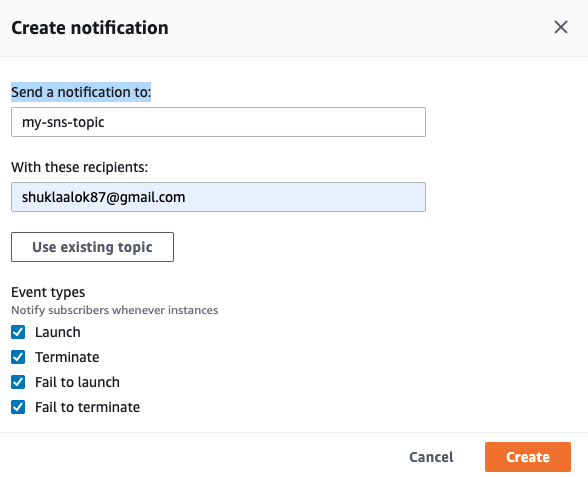 Create notification
Send a notification to:
my-sns-topic
With these recipients:
shuklaalok87@gmail.com
Use existing topic
Event types
Notify subscribers whenever instances
Launch
Terminate
Fail to launch
Fail to terminate
Cancel
Create